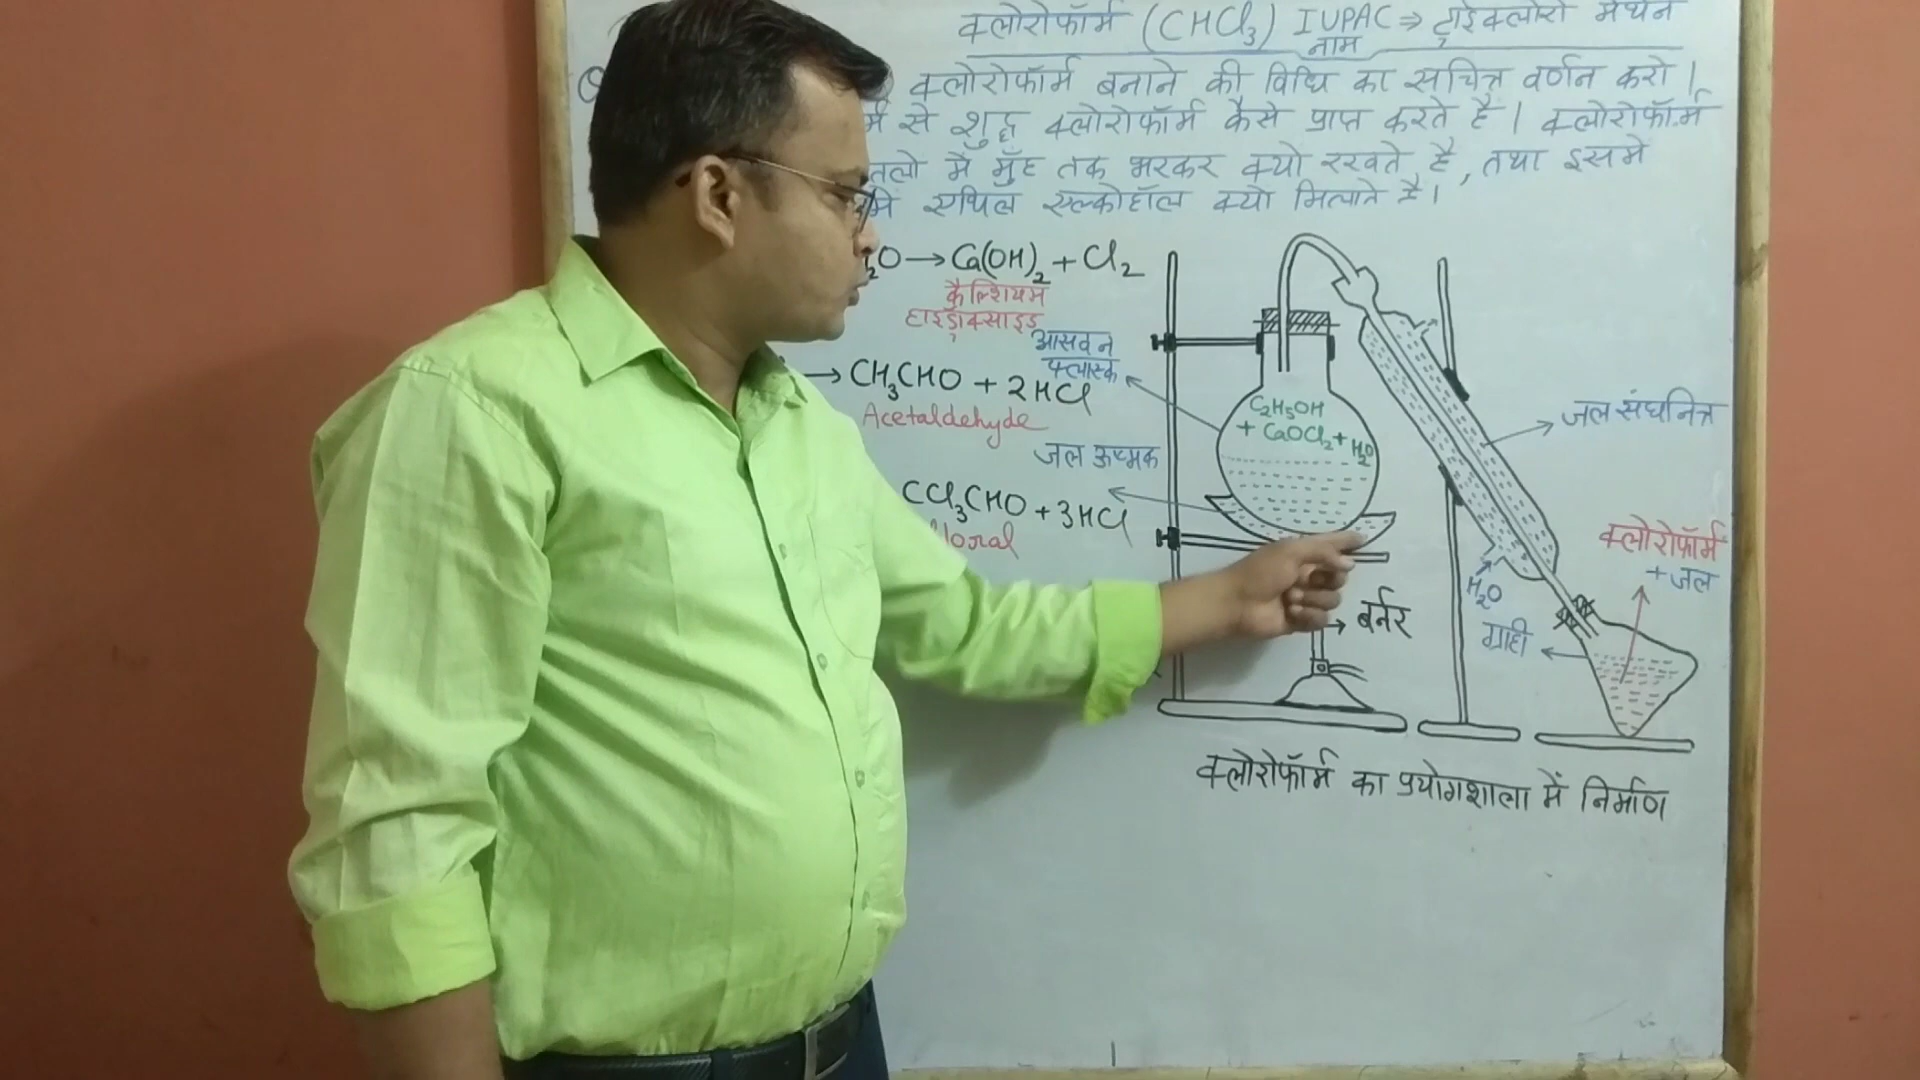 क्लोरोफॉर्म (CHCl₃) IUPAC ⇒ ट्राईक्लोरो मेथेन
नाम
क्लोरोफॉर्म बनाने की विधि का सचित्र वर्णन करो।
से शुद्ध क्लोरोफॉर्म कैसे प्राप्त करते है। क्लोरोफॉर्म
में मुँह तक भरकर क्यो रखते है, तथा इसमे
एथिल एल्कोहॉल क्यो मिलाते है।
→ Ca(OH)₂ + Cl₂
कैल्शियम
हाइड्रोक्साइड
→ CH₃CHO + 2HCl
Acetaldehyde
CCl₃CHO + 3HCl
आसवन
फ्लास्क
जल ऊष्मक
C₂H₅OH
+ CaOCl₂ + H₂O
जल संघनित्र
बर्नर
H₂O
ग्राही
क्लोरोफॉर्म
+ जल
क्लोरोफॉर्म का प्रयोगशाला में निर्माण